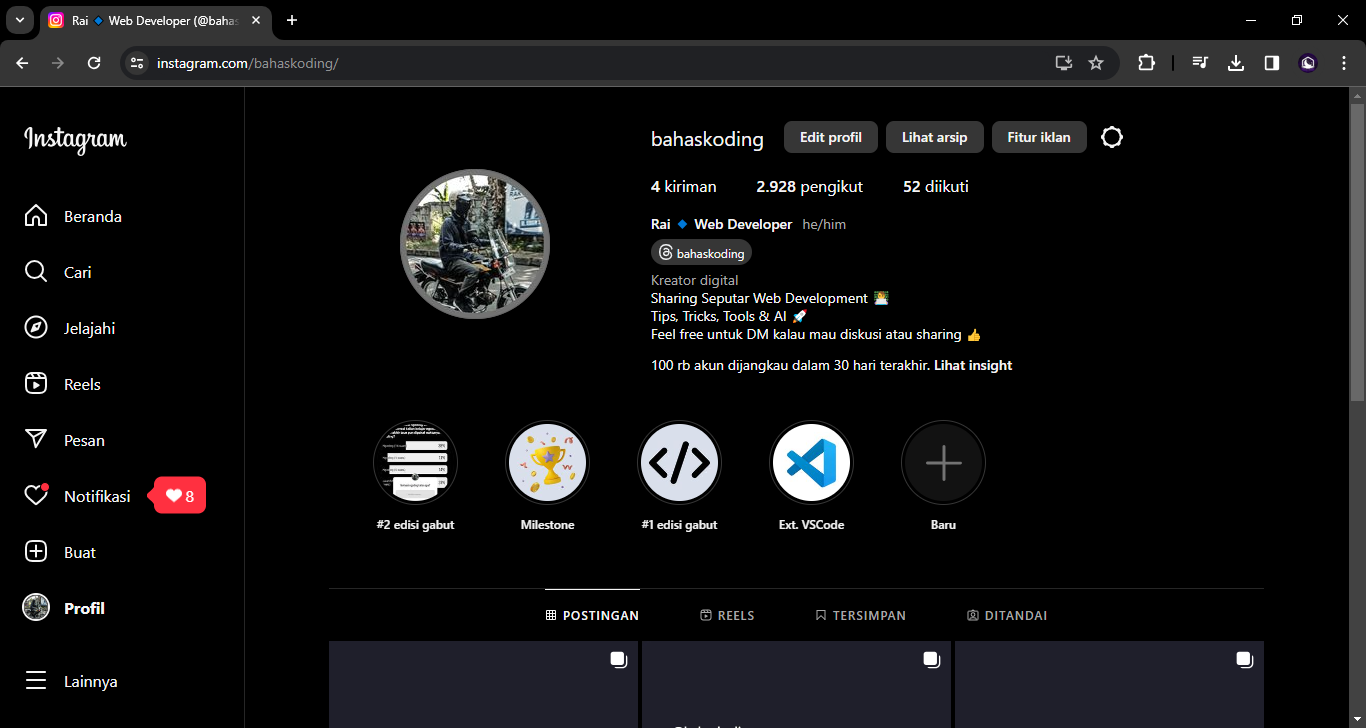 Rai 🔹 Web Developer (@bahas
instagram.com/bahaskoding/
Instagram
Beranda
Cari
Jelajahi
Reels
Pesan
Notifikasi
8
Buat
Profil
Lainnya
bahaskoding
Edit profil
Lihat arsip
Fitur iklan
4 kiriman
2.928 pengikut
52 diikuti
Rai 🔹 Web Developer he/him
bahaskoding
Kreator digital
Sharing Seputar Web Development 👨‍💻
Tips, Tricks, Tools & AI 🚀
Feel free untuk DM kalau mau diskusi atau sharing 👍
100 rb akun dijangkau dalam 30 hari terakhir. Lihat insight
</>
#2 edisi gabut
Milestone
#1 edisi gabut
Ext. VSCode
Baru
POSTINGAN
REELS
TERSIMPAN
DITANDAI